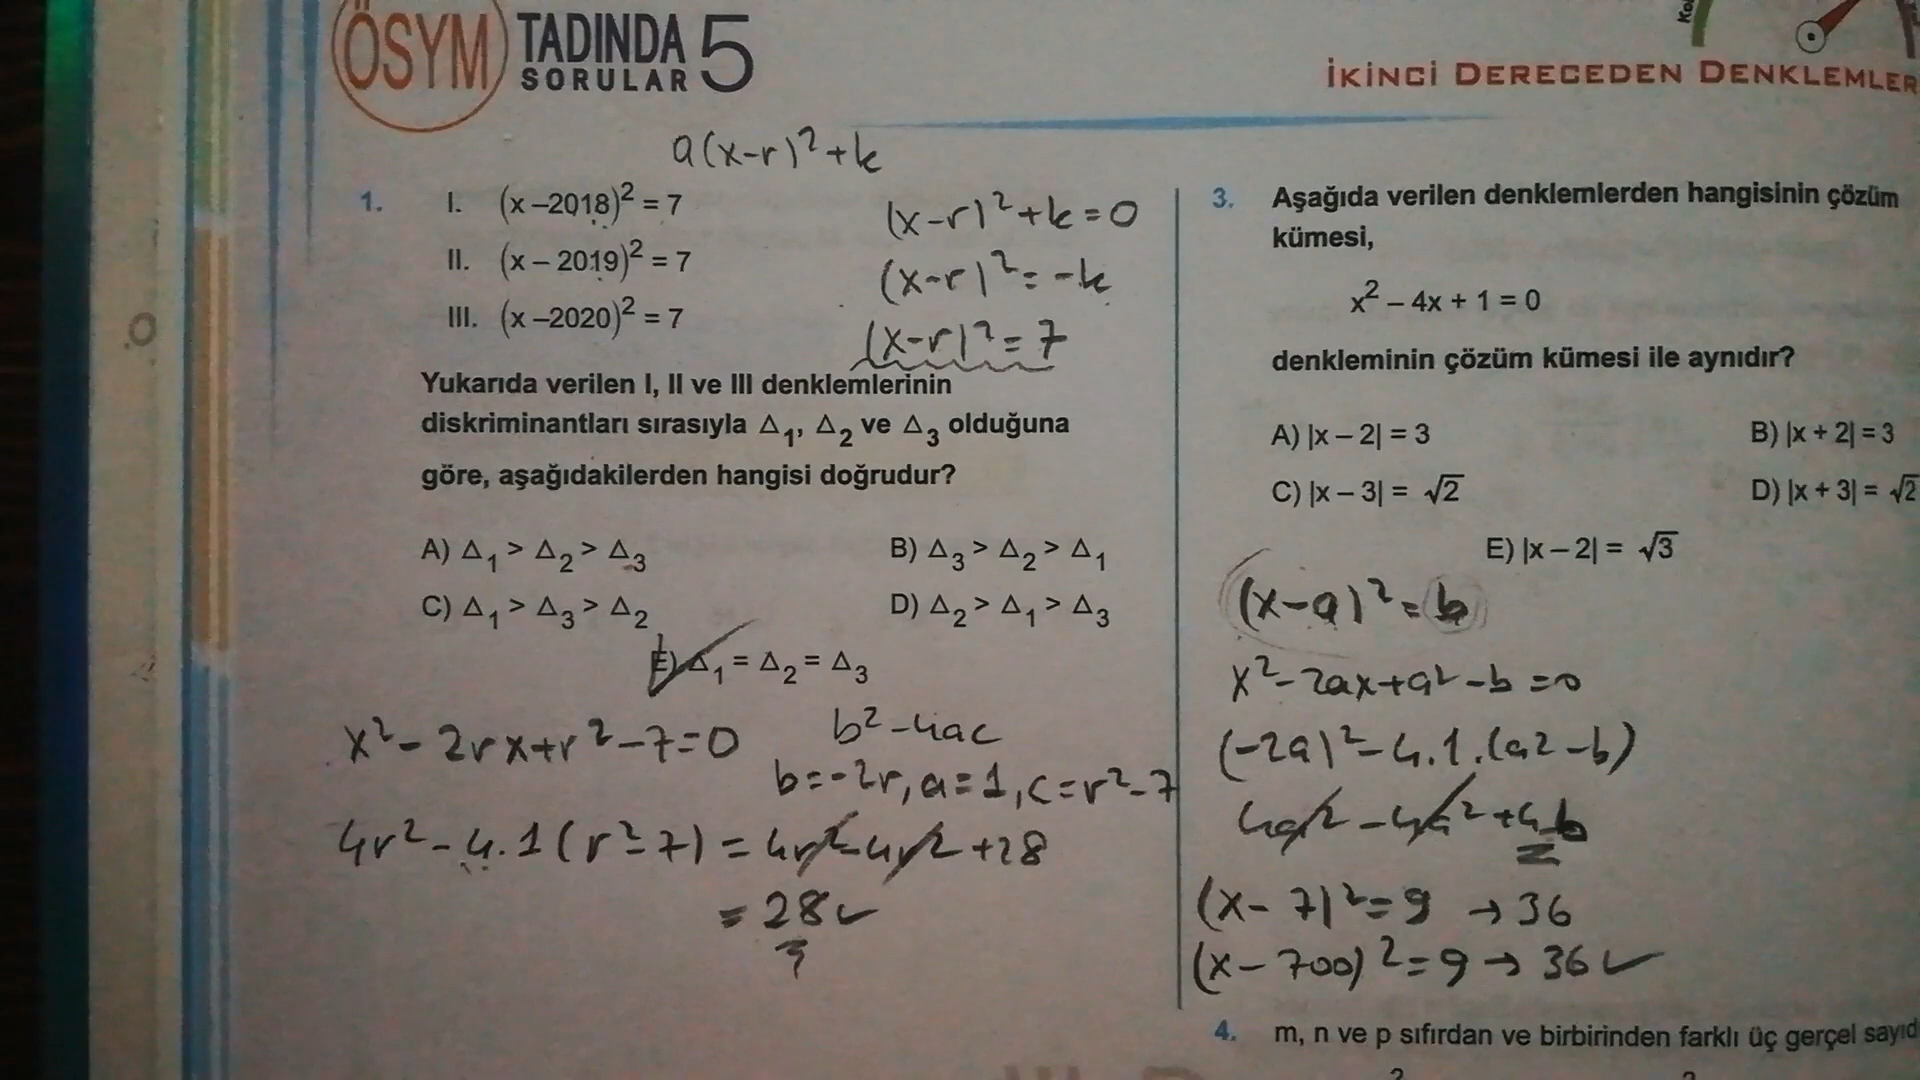 ÖSYM TADINDA SORULAR 5
İKİNCİ DERECEDEN DENKLEMLER
a(x-r)²+k
1. I. (x – 2018)² = 7
II. (x – 2019)² = 7
III. (x – 2020)² = 7
(x-r)²+k=0
(x-r)²=-k
(x-r)²=7
Yukarıda verilen I, II ve III denklemlerinin
diskriminantları sırasıyla Δ₁, Δ₂ ve Δ₃ olduğuna
göre, aşağıdakilerden hangisi doğrudur?
A) Δ₁ > Δ₂ > Δ₃ B) Δ₃ > Δ₂ > Δ₁
C) Δ₁ > Δ₃ > Δ₂ D) Δ₂ > Δ₁ > Δ₃
E) Δ₁ = Δ₂ = Δ₃
x²-2rx+r²-7=0
b²-4ac
b=-2r, a=1, c=r²-7
4r²-4.1(r²-7)=4r²-4r²+28
=28
3. Aşağıda verilen denklemlerden hangisinin çözüm
kümesi,
x² – 4x + 1 = 0
denkleminin çözüm kümesi ile aynıdır?
A) |x – 2| = 3 B) |x + 2| = 3
C) |x – 3| = √2 D) |x + 3| = √2
E) |x – 2| = √3
(x-a)²=b
x²-2ax+a²-b=0
(-2a)²-4.1.(a²-b)
4a²-4a²+4b
(x-7)²=9 → 36
(x-700)²=9 → 36
4. m, n ve p sıfırdan ve birbirinden farklı üç gerçel sayıd